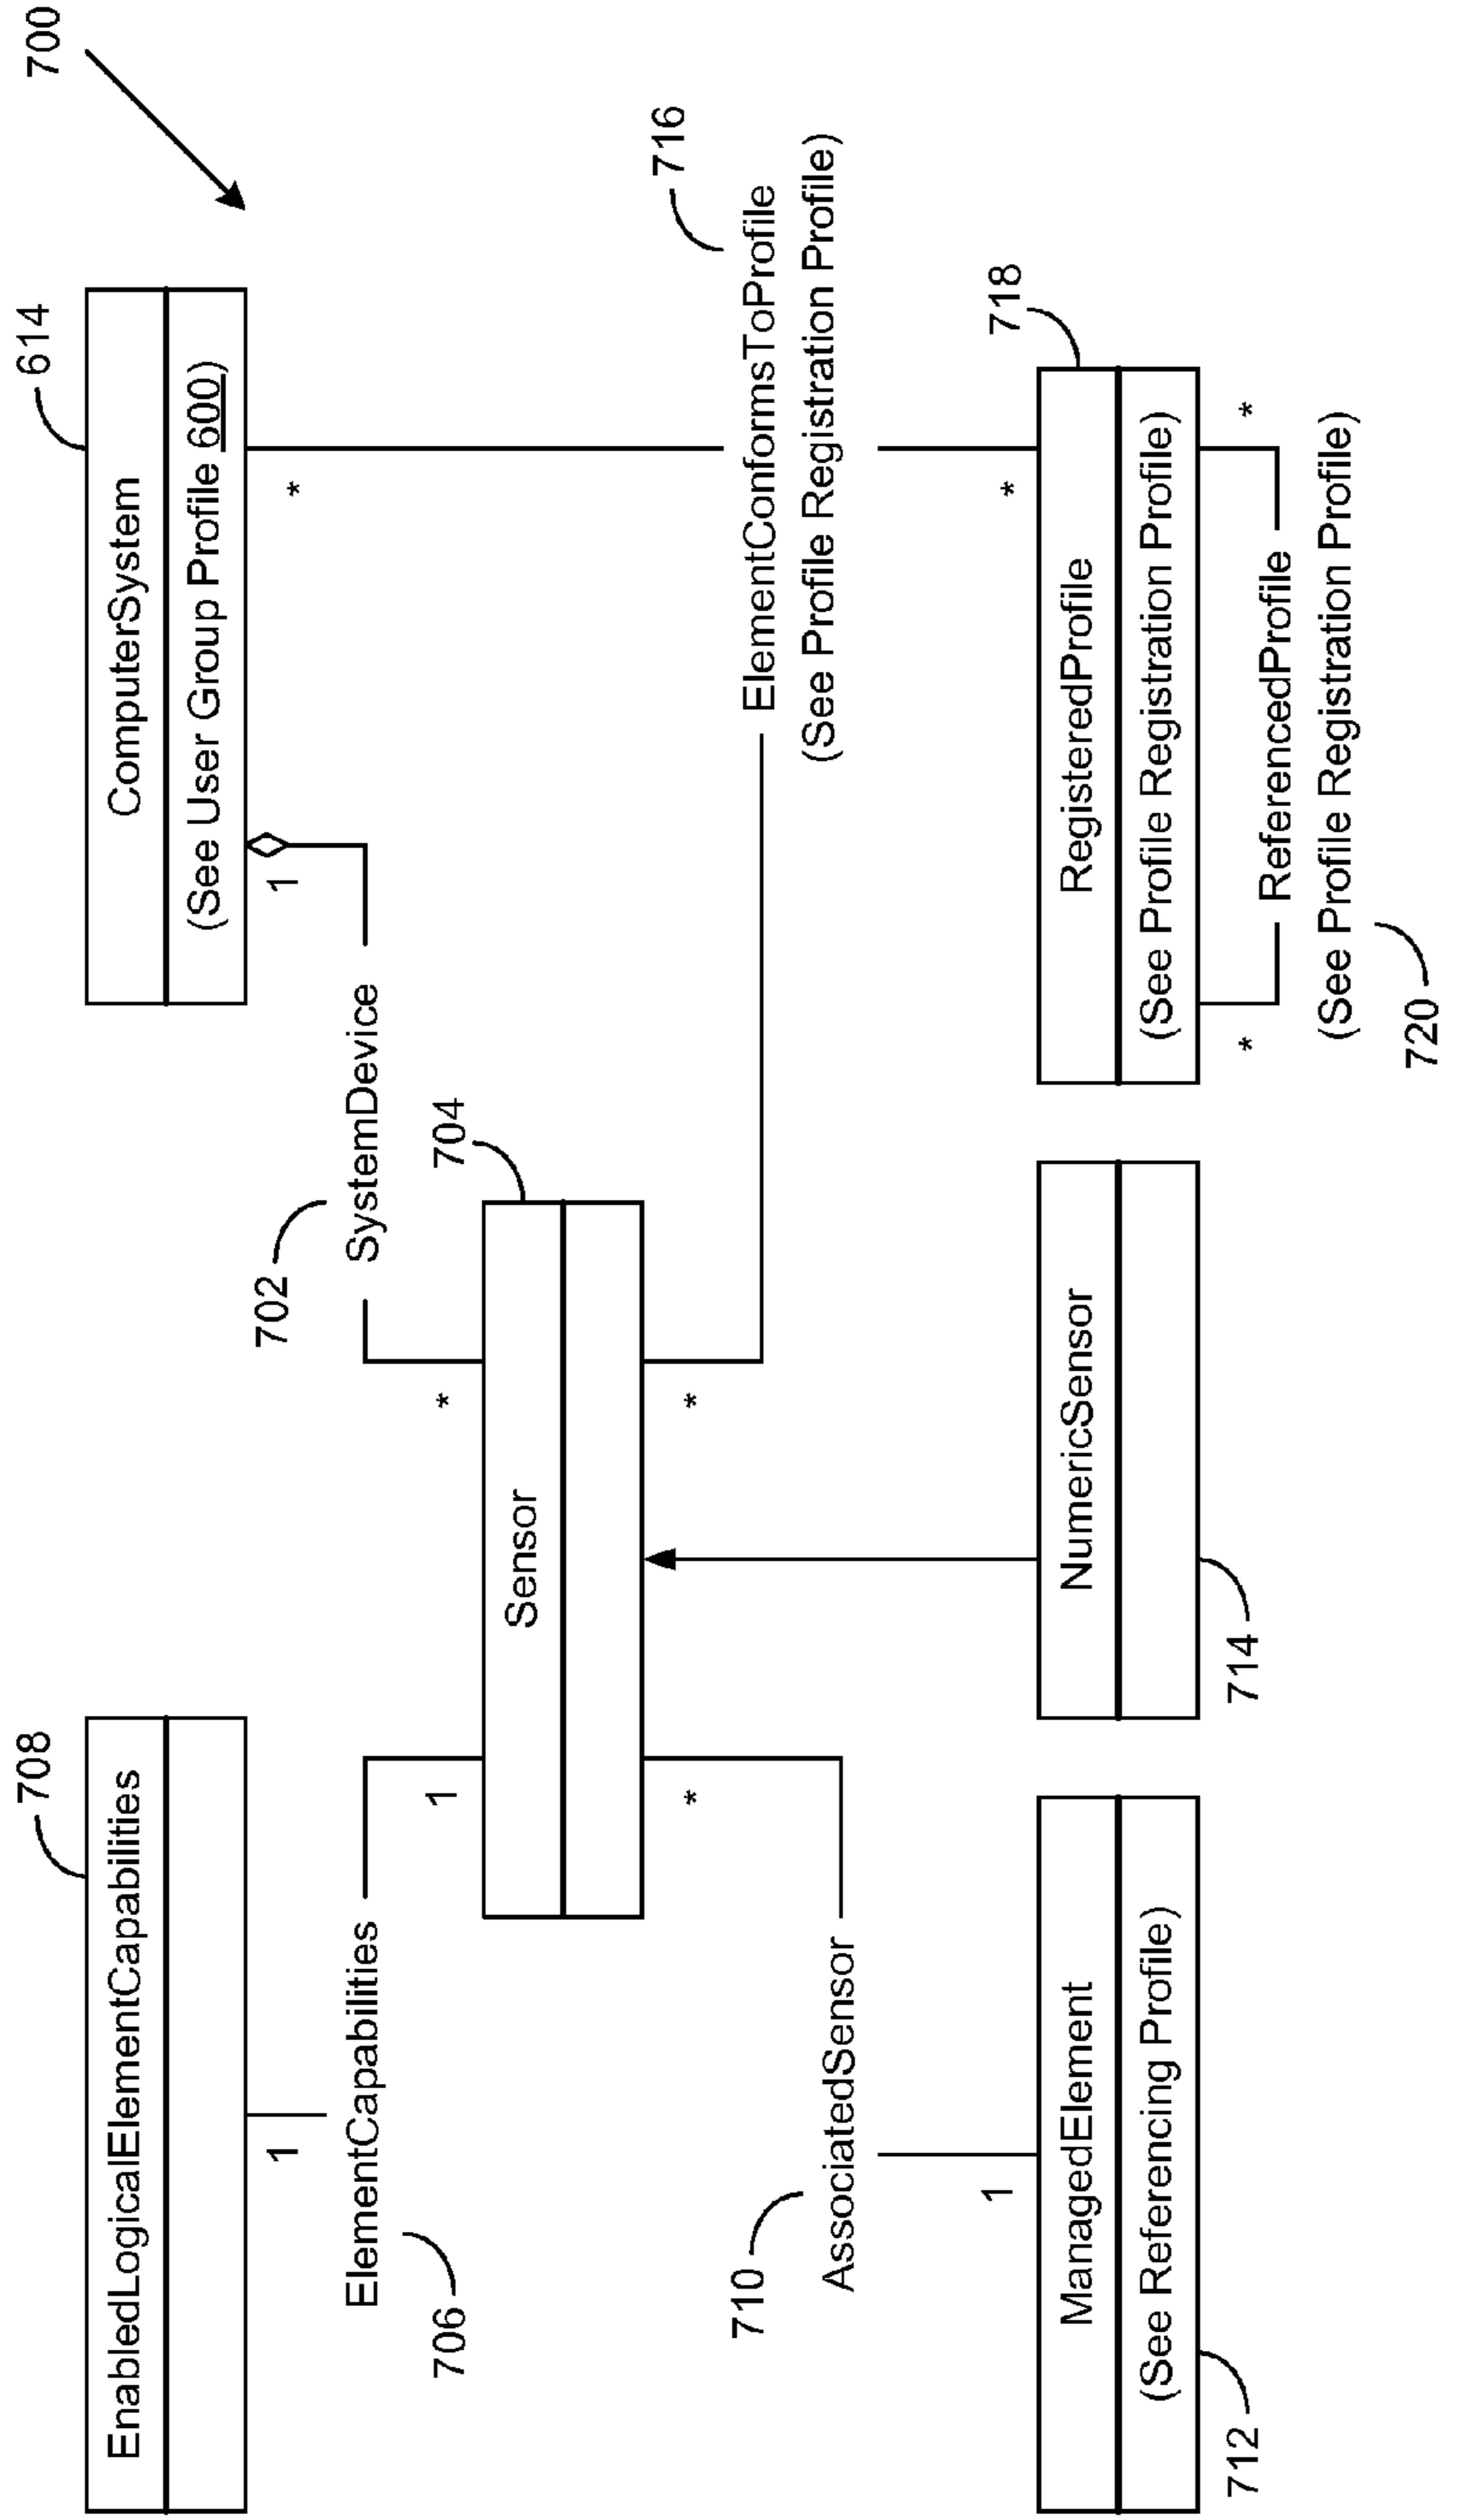 700
708
614
EnabledLogicalElementCapabilities
ComputerSystem
(See User Group Profile 600)
1
1
*
702
ElementCapabilities
SystemDevice
706
1
*
704
Sensor
*
*
*
716
710
ElementConformsToProfile
AssociatedSensor
(See Profile Registration Profile)
1
*
718
ManagedElement
NumericSensor
RegisteredProfile
(See Referencing Profile)
(See Profile Registration Profile)
712
714
*
*
ReferencedProfile
(See Profile Registration Profile)
720